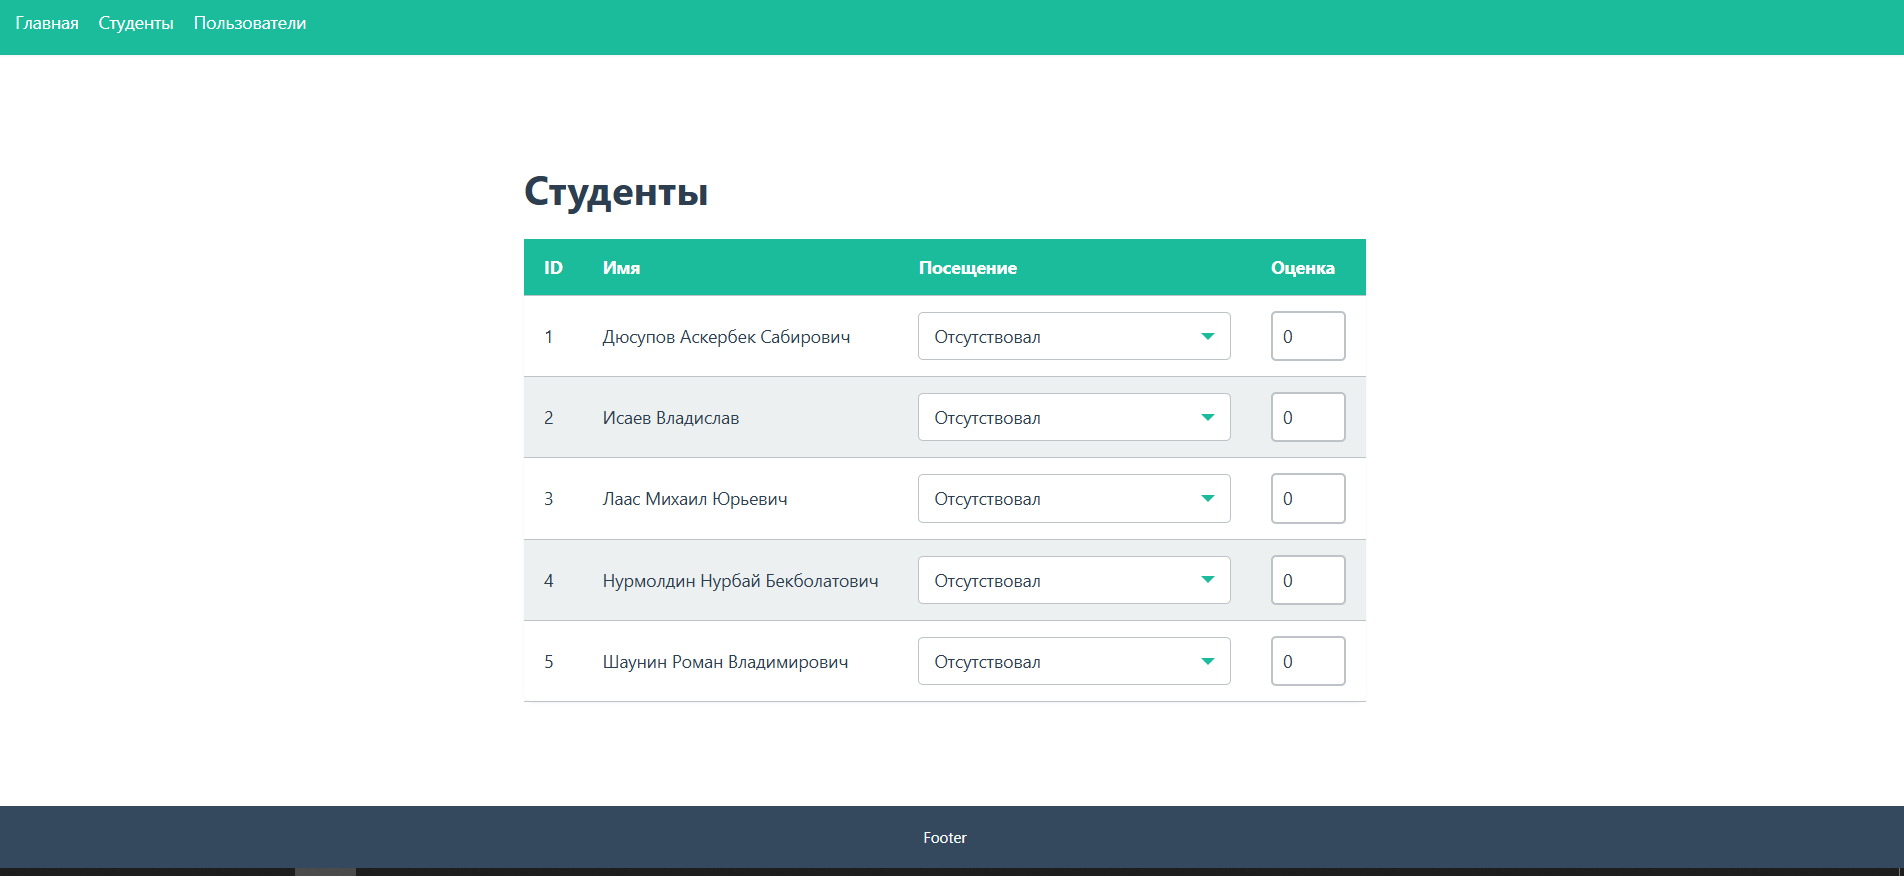 Главная Студенты Пользователи
Студенты
ID Имя Посещение Оценка
1 Дюсупов Аскербек Сабирович Отсутствовал 0
2 Исаев Владислав Отсутствовал 0
3 Лаас Михаил Юрьевич Отсутствовал 0
4 Нурмолдин Нурбай Бекболатович Отсутствовал 0
5 Шаунин Роман Владимирович Отсутствовал 0
Footer